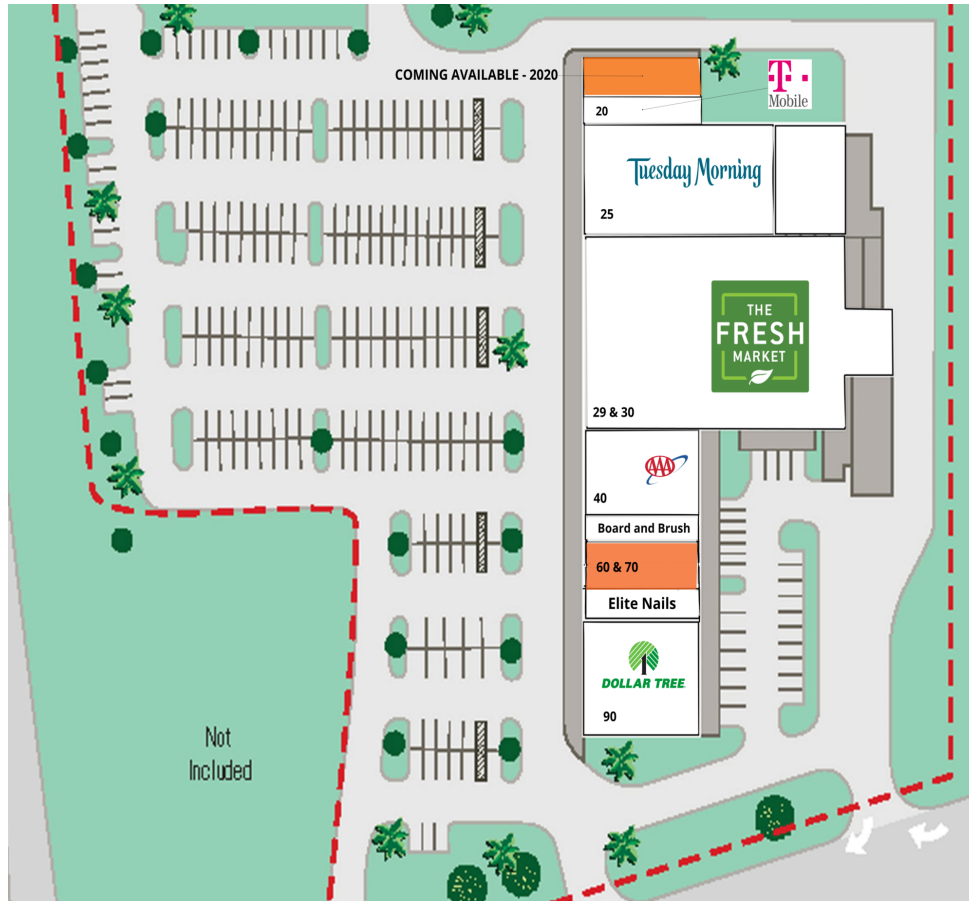 COMING AVAILABLE - 2020
T Mobile
20
Tuesday Morning
25
THE
FRESH
MARKET
29 & 30
AAA
40
Board and Brush
60 & 70
Elite Nails
DOLLAR TREE
90
Not
Included